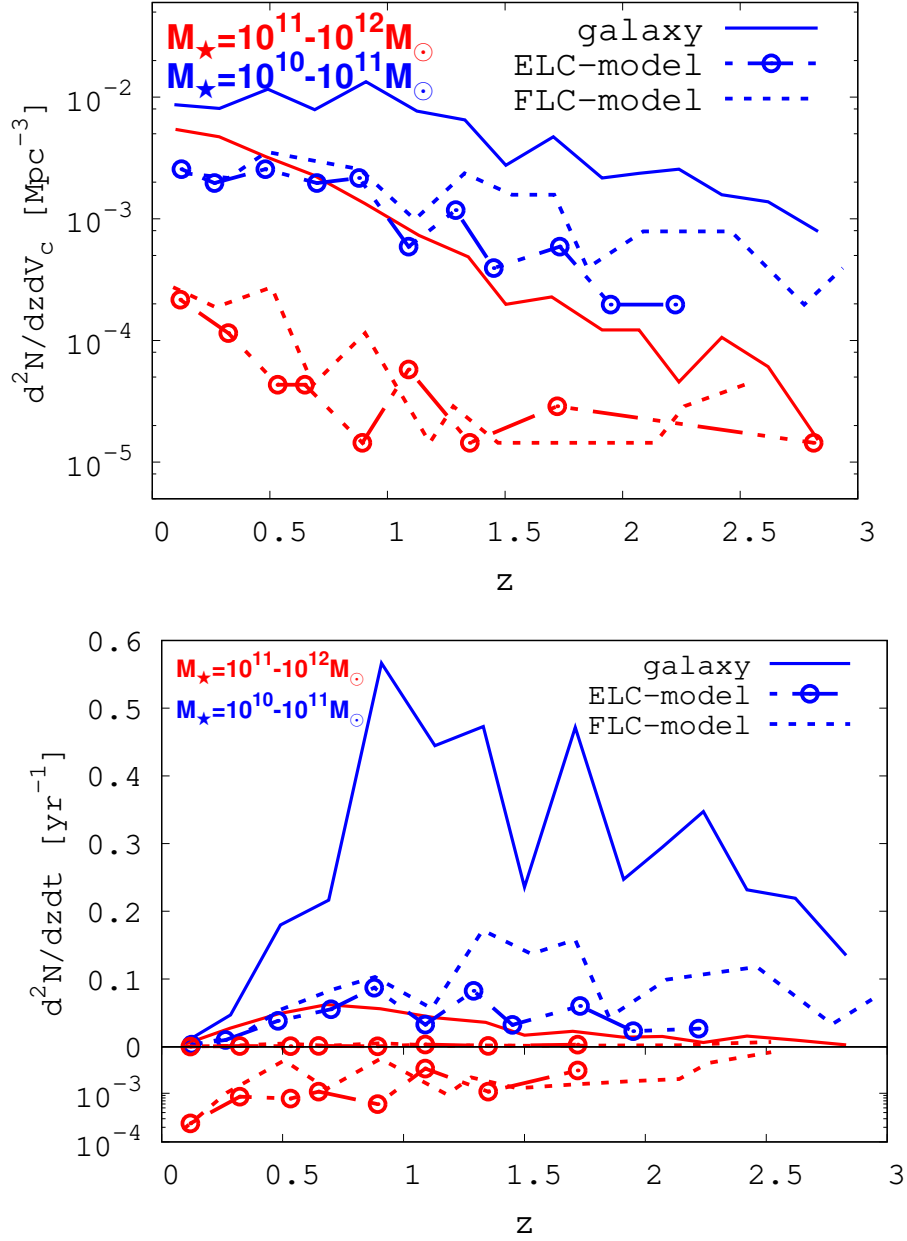 M★=10¹¹-10¹²M☉
M★=10¹⁰-10¹¹M☉
galaxy
ELC-model
FLC-model
10⁻²
10⁻³
10⁻⁴
10⁻⁵
d²N/dzdV_c [Mpc⁻³]
0 0.5 1 1.5 2 2.5 3
z
M★=10¹¹-10¹²M☉
M★=10¹⁰-10¹¹M☉
galaxy
ELC-model
FLC-model
0.6
0.5
0.4
0.3
0.2
0.1
0
10⁻³
10⁻⁴
d²N/dzdt [yr⁻¹]
0 0.5 1 1.5 2 2.5 3
z